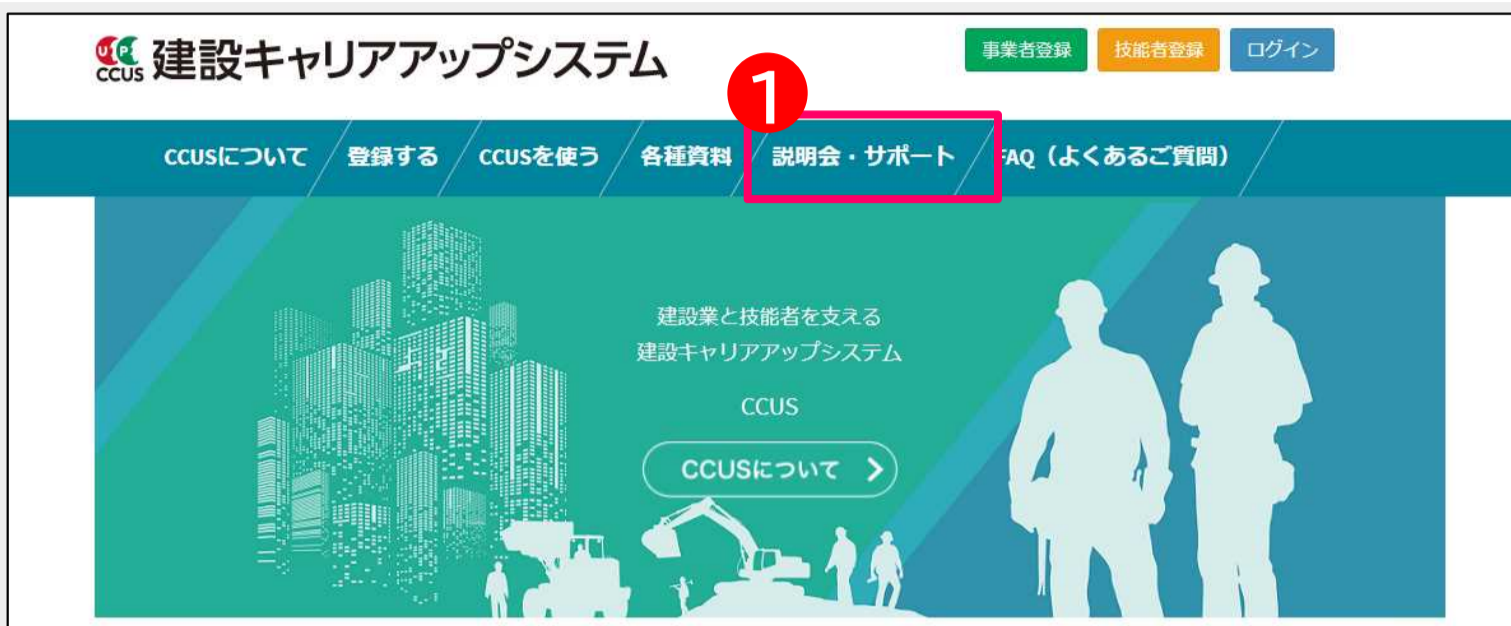 UP
CCUS
建設キャリアアップシステム
事業者登録 技能者登録 ログイン
1
CCUSについて 登録する CCUSを使う 各種資料 説明会・サポート FAQ（よくあるご質問）
建設業と技能者を支える
建設キャリアアップシステム
CCUS
CCUSについて